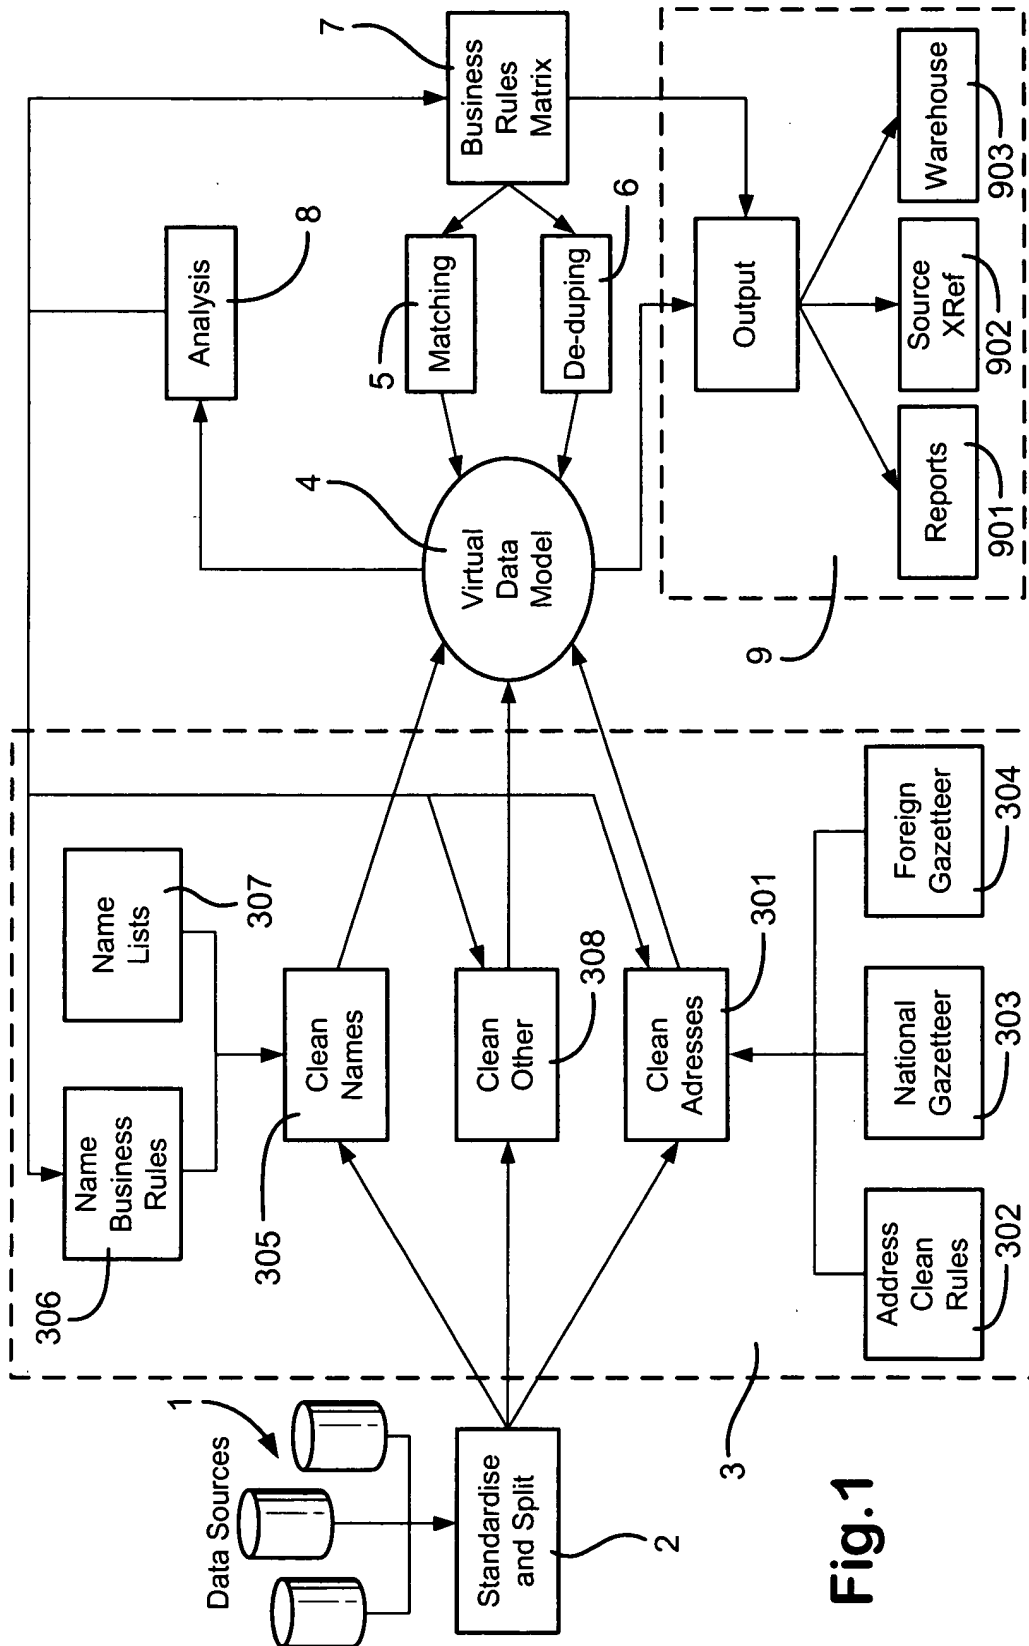 Data Sources
1
Standardise
and Split
2
3
Name
Business
Rules
306
Name
Lists
307
Clean
Names
305
Clean
Other
308
Clean
Adresses
301
Address
Clean
Rules
302
National
Gazetteer
303
Foreign
Gazetteer
304
Virtual
Data
Model
4
Analysis
8
Matching
5
De-duping
6
Business
Rules
Matrix
7
Output
9
Reports
901
Source
XRef
902
Warehouse
903
Fig.1